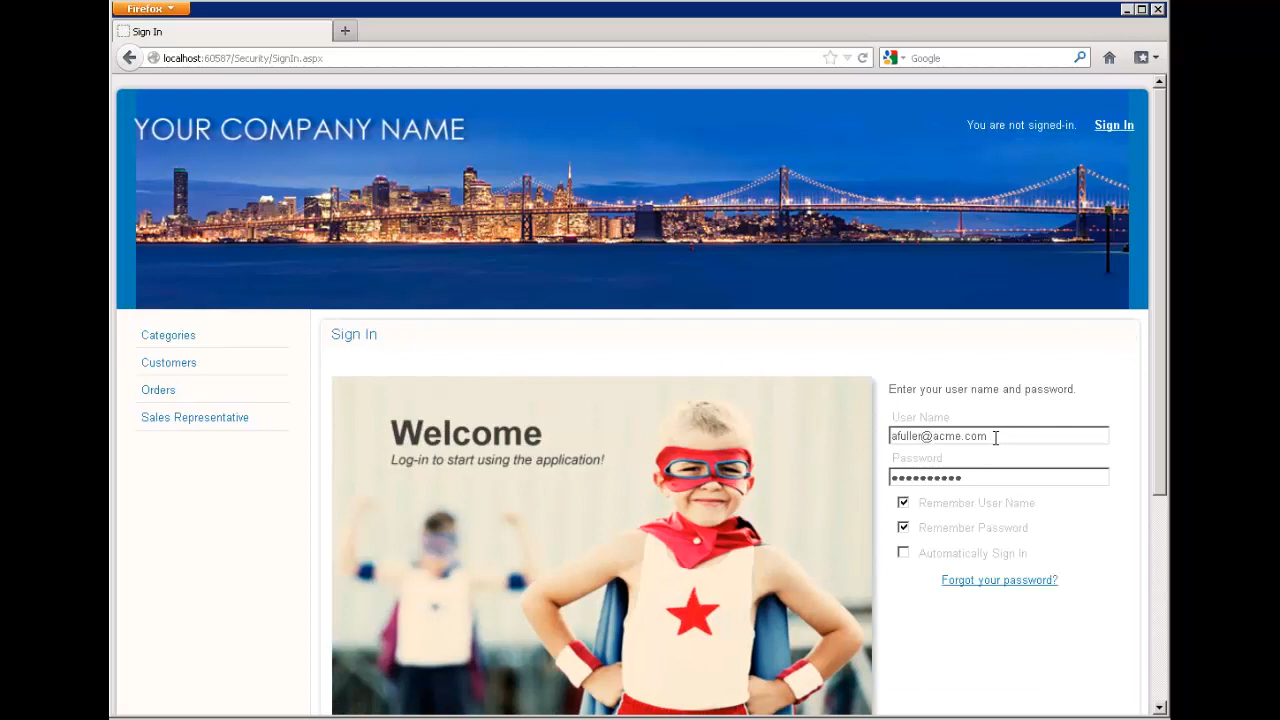 Firefox
Sign In
localhost:60587/Security/SignIn.aspx
Google
YOUR COMPANY NAME
You are not signed-in. Sign In
Categories
Customers
Orders
Sales Representative
Sign In
Welcome
Log-in to start using the application!
Enter your user name and password.
User Name
afuller@acme.com
Password
Remember User Name
Remember Password
Automatically Sign In
Forgot your password?